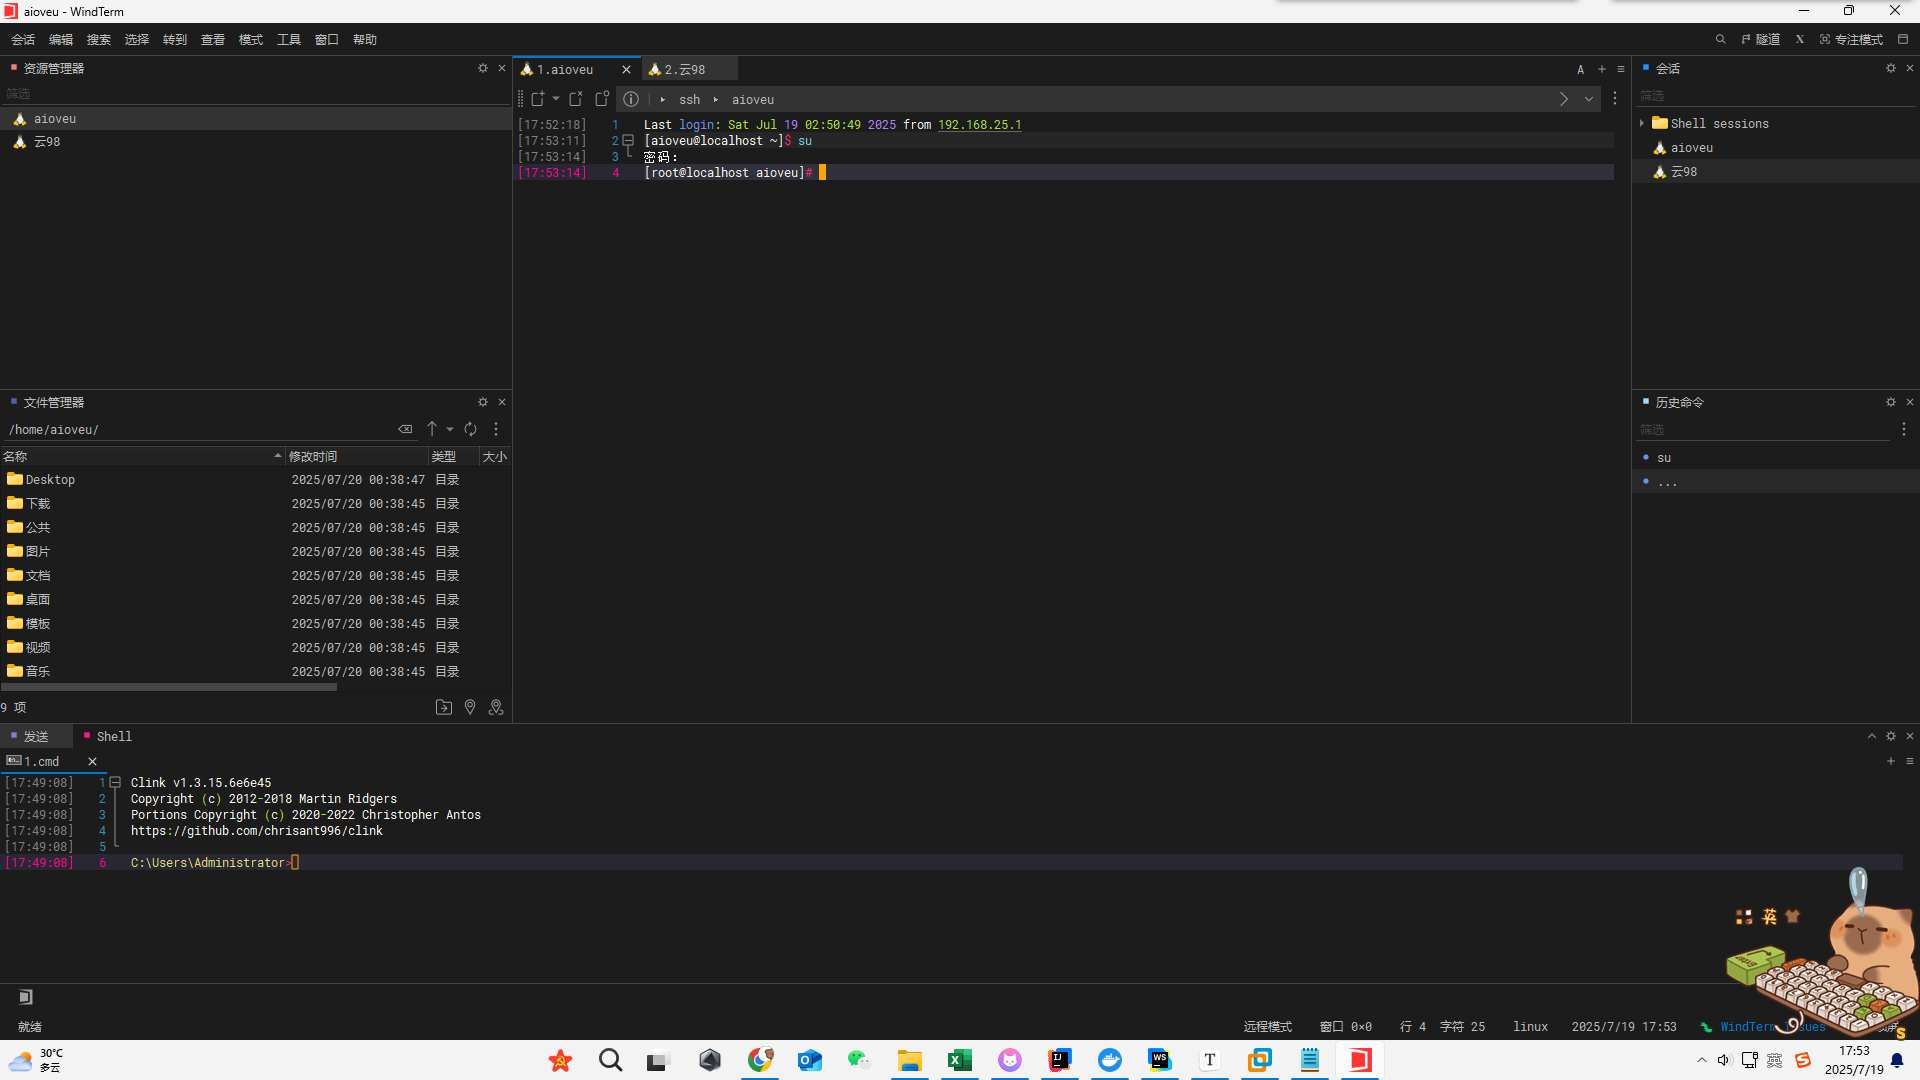 aioveu - WindTerm
会话 编辑 搜索 选择 转到 查看 模式 工具 窗口 帮助
隧道 X 专注模式
资源管理器
筛选
aioveu
云98
1.aioveu
2.云98
A
ssh aioveu
[17:52:18] 1 Last login: Sat Jul 19 02:50:49 2025 from 192.168.25.1
[17:53:11] 2 [aioveu@localhost ~]$ su
[17:53:14] 3 密码：
[17:53:14] 4 [root@localhost aioveu]#
会话
筛选
Shell sessions
aioveu
云98
文件管理器
/home/aioveu/
名称 修改时间 类型 大小
Desktop 2025/07/20 00:38:47 目录
下载 2025/07/20 00:38:45 目录
公共 2025/07/20 00:38:45 目录
图片 2025/07/20 00:38:45 目录
文档 2025/07/20 00:38:45 目录
桌面 2025/07/20 00:38:45 目录
模板 2025/07/20 00:38:45 目录
视频 2025/07/20 00:38:45 目录
音乐 2025/07/20 00:38:45 目录
9 项
历史命令
筛选
su
...
发送 Shell
1.cmd
[17:49:08] 1 Clink v1.3.15.6e6e45
[17:49:08] 2 Copyright (c) 2012-2018 Martin Ridgers
[17:49:08] 3 Portions Copyright (c) 2020-2022 Christopher Antos
[17:49:08] 4 https://github.com/chrisant996/clink
[17:49:08] 5
[17:49:08] 6 C:\Users\Administrator>
英
就绪
远程模式 窗口 0×0 行 4 字符 25 linux 2025/7/19 17:53 WindTerm
30°C
多云
英
17:53
2025/7/19